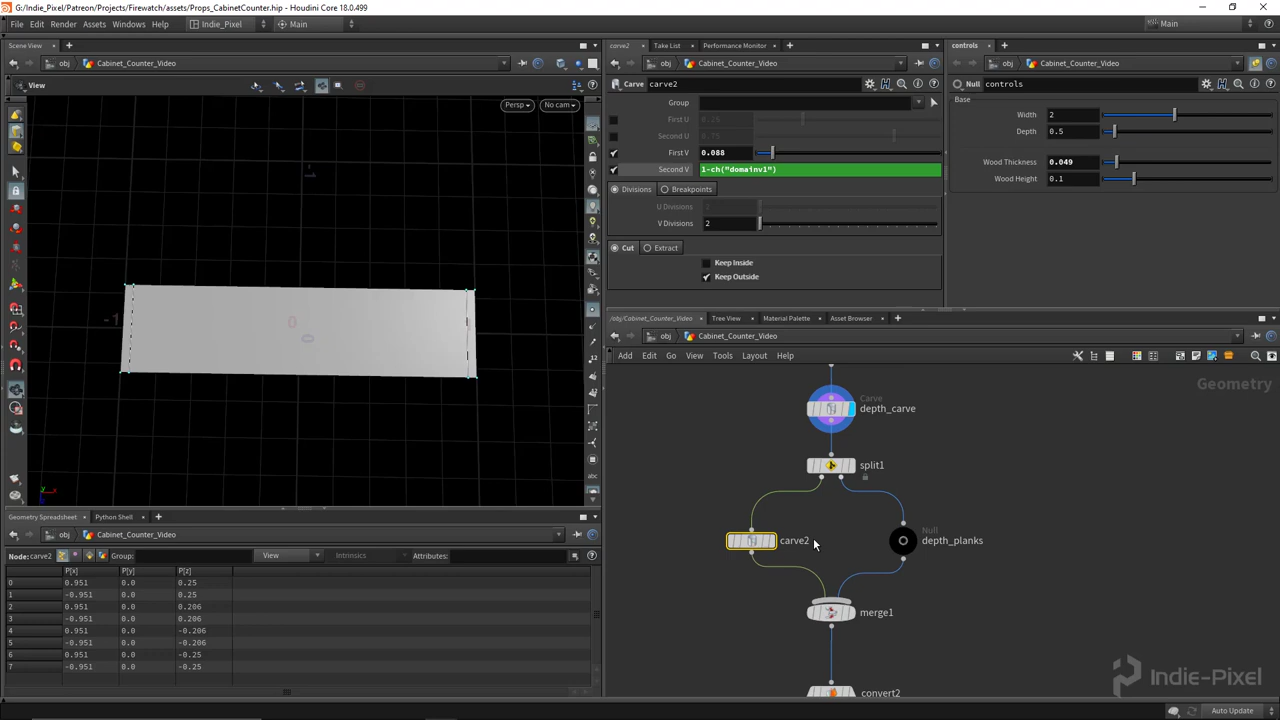 G:/Indie_Pixel/Patreon/Projects/Firewatch/assets/Props_CabinetCounter.hip - Houdini Core 18.0.499
File Edit Render Assets Windows Help Indie_Pixel Main Main
Scene View
obj Cabinet_Counter_Video
View
Persp No cam
-1
0
Geometry Spreadsheet Python Shell
obj Cabinet_Counter_Video
Node: carve2 Group: View Intrinsics Attributes:
P[x] P[y] P[z]
0 0.951 0.0 0.25
1 -0.951 0.0 0.25
2 0.951 0.0 0.206
3 -0.951 0.0 0.206
4 0.951 0.0 -0.206
5 -0.951 0.0 -0.206
6 0.951 0.0 -0.25
7 -0.951 0.0 -0.25
carve2 Take List Performance Monitor
obj Cabinet_Counter_Video
Carve carve2
Group
First U 0.25
Second U 0.75
First V 0.088
Second V 1-ch("domainv1")
Divisions Breakpoints
U Divisions
V Divisions 2
Cut Extract
Keep Inside
Keep Outside
controls
obj Cabinet_Counter_Video
Null controls
Base
Width 2
Depth 0.5
Wood Thickness 0.049
Wood Height 0.1
/obj/Cabinet_Counter_Video Tree View Material Palette Asset Browser
obj Cabinet_Counter_Video
Add Edit Go View Tools Layout Help
Geometry
Carve
depth_carve
split1
carve2
Null
depth_planks
merge1
convert2
Indie-Pixel
Auto Update